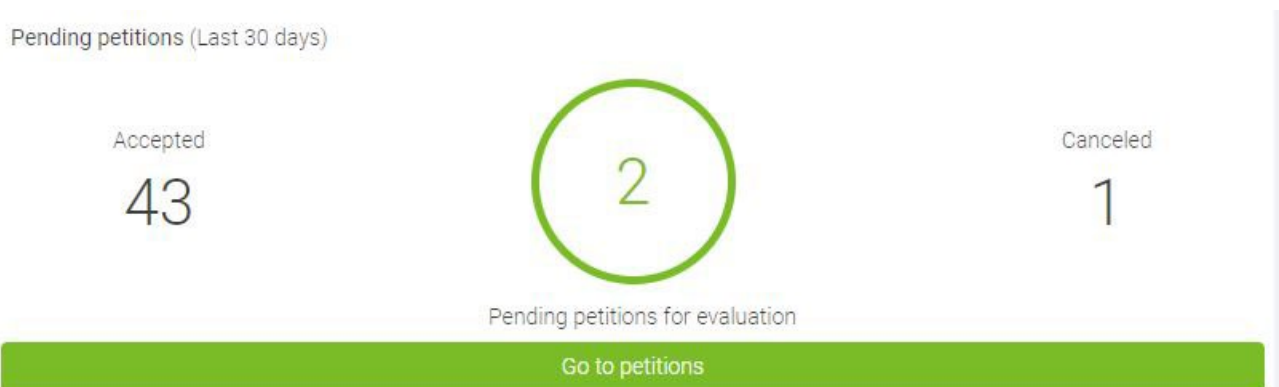 Pending petitions (Last 30 days)
Accepted
43
2
Canceled
1
Pending petitions for evaluation
Go to petitions